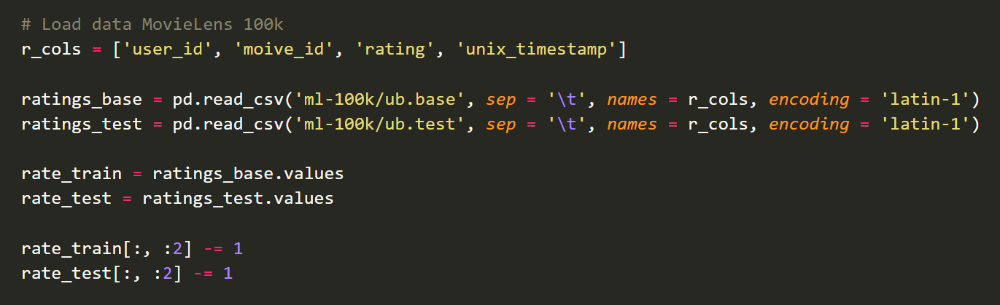 # Load data MovieLens 100k
r_cols = ['user_id', 'moive_id', 'rating', 'unix_timestamp']
ratings_base = pd.read_csv('ml-100k/ub.base', sep = '\t', names = r_cols, encoding = 'latin-1')
ratings_test = pd.read_csv('ml-100k/ub.test', sep = '\t', names = r_cols, encoding = 'latin-1')
rate_train = ratings_base.values
rate_test = ratings_test.values
rate_train[:, :2] -= 1
rate_test[:, :2] -= 1